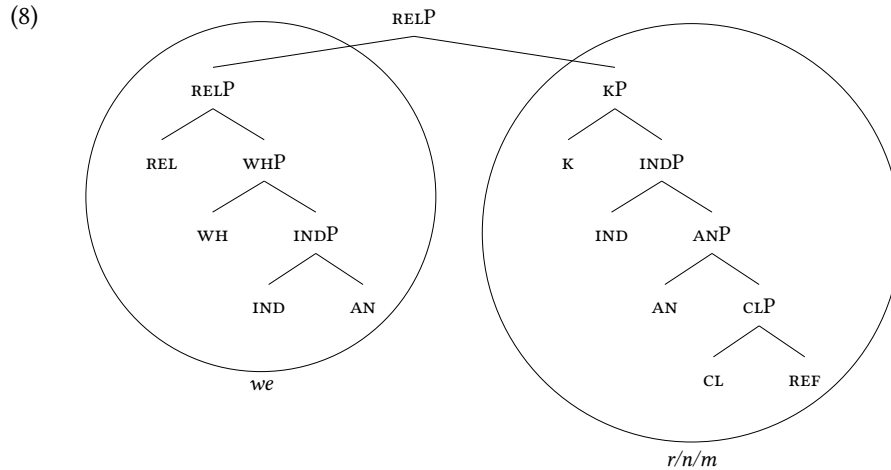 (8)
RELP
RELP KP
REL WHP K INDP
WH INDP IND ANP
IND AN AN CLP
we CL REF
r/n/m